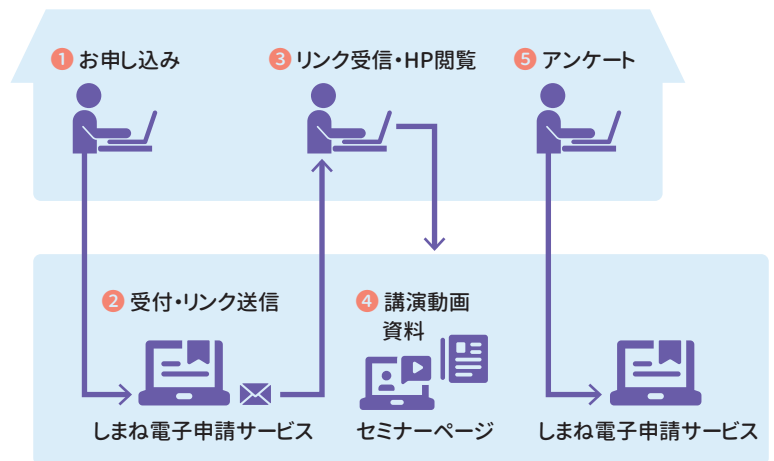 1 お申し込み
3 リンク受信・HP閲覧
5 アンケート
2 受付・リンク送信
4 講演動画
資料
しまね電子申請サービス
セミナーページ
しまね電子申請サービス